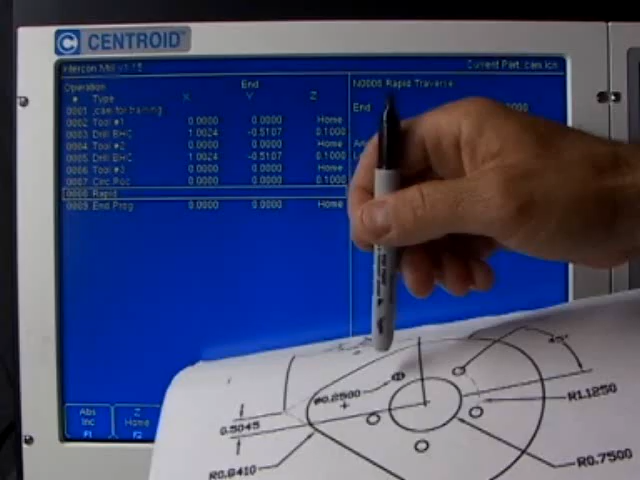 CENTROID
Intercon Mill v1.15
Current Part: cam.icn
Operation
End
# Type X Y Z
0001 .cam for training
0002 Tool #1 0.0000 0.0000 Home
0003 Drill BHC 1.0024 -0.5107 0.1000
0004 Tool #2 0.0000 0.0000 Home
0005 Drill BHC 1.0024 -0.5107 0.1000
0006 Tool #3 0.0000 0.0000 Home
0007 Circ.Poc 0.0000 0.0000 0.1000
0008 Rapid
0009 End Prog 0.0000 0.0000 Home
N0008 Rapid Traverse
End
Abs
Inc
F1
Z
Home
F2
45°
Ø0.2500
R1.1250
0.5045
R0.8410
R0.7500